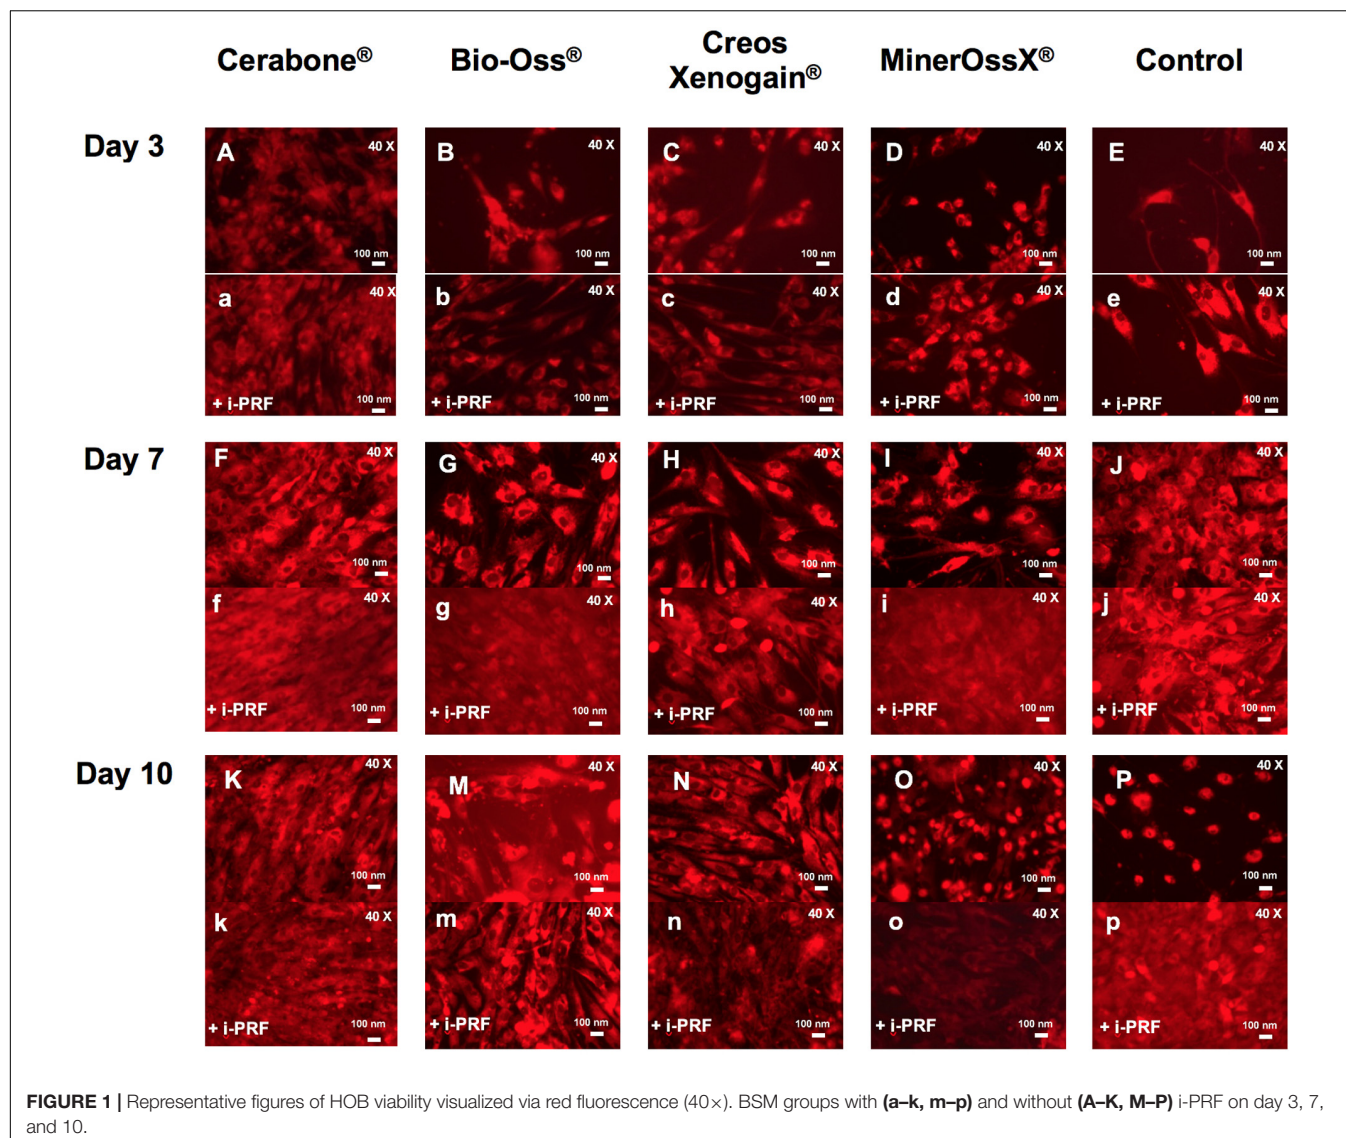 Cerabone® Bio-Oss® Creos Xenogain® MinerOssX® Control
Day 3
A 40 X B 40 X C 40 X D 40 X E 40 X
100 nm 100 nm 100 nm 100 nm 100 nm
a 40 X b 40 X c 40 X d 40 X e 40 X
+ i-PRF 100 nm + i-PRF 100 nm + i-PRF 100 nm + i-PRF 100 nm + i-PRF 100 nm
Day 7
F 40 X G 40 X H 40 X I 40 X J 40 X
100 nm 100 nm 100 nm 100 nm 100 nm
f 40 X g 40 X h 40 X i 40 X j 40 X
+ i-PRF 100 nm + i-PRF 100 nm + i-PRF 100 nm + i-PRF 100 nm + i-PRF 100 nm
Day 10
K 40 X M 40 X N 40 X O 40 X P 40 X
100 nm 100 nm 100 nm 100 nm 100 nm
k 40 X m 40 X n 40 X o 40 X p 40 X
+ i-PRF 100 nm + i-PRF 100 nm + i-PRF 100 nm + i-PRF 100 nm + i-PRF 100 nm
FIGURE 1 | Representative figures of HOB viability visualized via red fluorescence (40×). BSM groups with (a–k, m–p) and without (A–K, M–P) i-PRF on day 3, 7,
and 10.